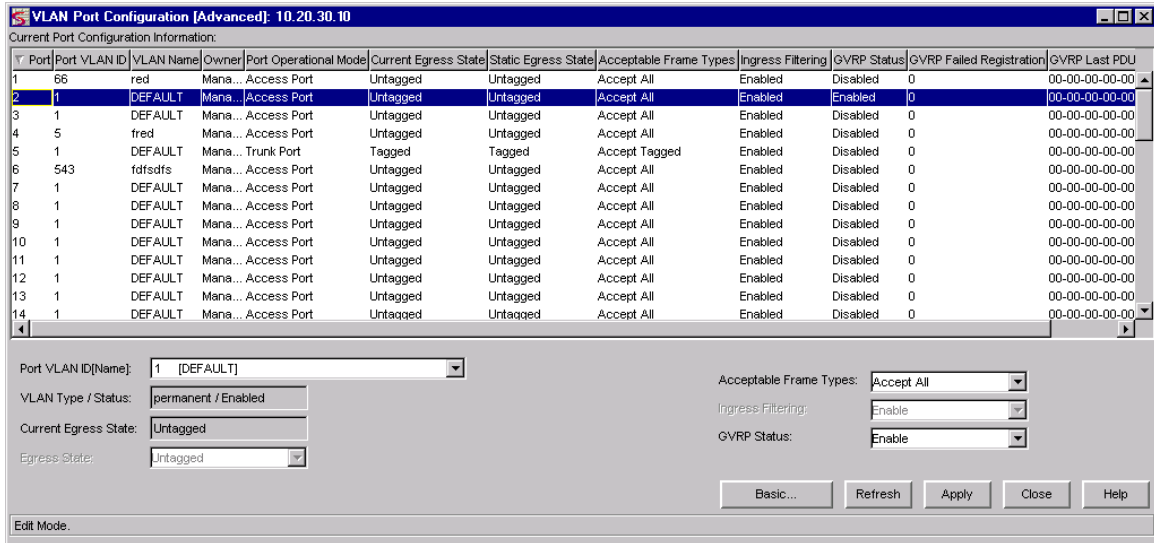 VLAN Port Configuration [Advanced]: 10.20.30.10
Current Port Configuration Information:
Port Port VLAN ID VLAN Name Owner Port Operational Mode Current Egress State Static Egress State Acceptable Frame Types Ingress Filtering GVRP Status GVRP Failed Registration GVRP Last PDU
1 66 red Mana... Access Port Untagged Untagged Accept All Enabled Disabled 0 00-00-00-00-00
2 1 DEFAULT Mana... Access Port Untagged Untagged Accept All Enabled Enabled 0 00-00-00-00-00
3 1 DEFAULT Mana... Access Port Untagged Untagged Accept All Enabled Disabled 0 00-00-00-00-00
4 5 fred Mana... Access Port Untagged Untagged Accept All Enabled Disabled 0 00-00-00-00-00
5 1 DEFAULT Mana... Trunk Port Tagged Tagged Accept Tagged Enabled Disabled 0 00-00-00-00-00
6 543 fdfsdfs Mana... Access Port Untagged Untagged Accept All Enabled Disabled 0 00-00-00-00-00
7 1 DEFAULT Mana... Access Port Untagged Untagged Accept All Enabled Disabled 0 00-00-00-00-00
8 1 DEFAULT Mana... Access Port Untagged Untagged Accept All Enabled Disabled 0 00-00-00-00-00
9 1 DEFAULT Mana... Access Port Untagged Untagged Accept All Enabled Disabled 0 00-00-00-00-00
10 1 DEFAULT Mana... Access Port Untagged Untagged Accept All Enabled Disabled 0 00-00-00-00-00
11 1 DEFAULT Mana... Access Port Untagged Untagged Accept All Enabled Disabled 0 00-00-00-00-00
12 1 DEFAULT Mana... Access Port Untagged Untagged Accept All Enabled Disabled 0 00-00-00-00-00
13 1 DEFAULT Mana... Access Port Untagged Untagged Accept All Enabled Disabled 0 00-00-00-00-00
14 1 DEFAULT Mana... Access Port Untagged Untagged Accept All Enabled Disabled 0 00-00-00-00-00
Port VLAN ID[Name]: 1 [DEFAULT]
VLAN Type / Status: permanent / Enabled
Current Egress State: Untagged
Egress State: Untagged
Acceptable Frame Types: Accept All
Ingress Filtering: Enable
GVRP Status: Enable
Basic... Refresh Apply Close Help
Edit Mode.